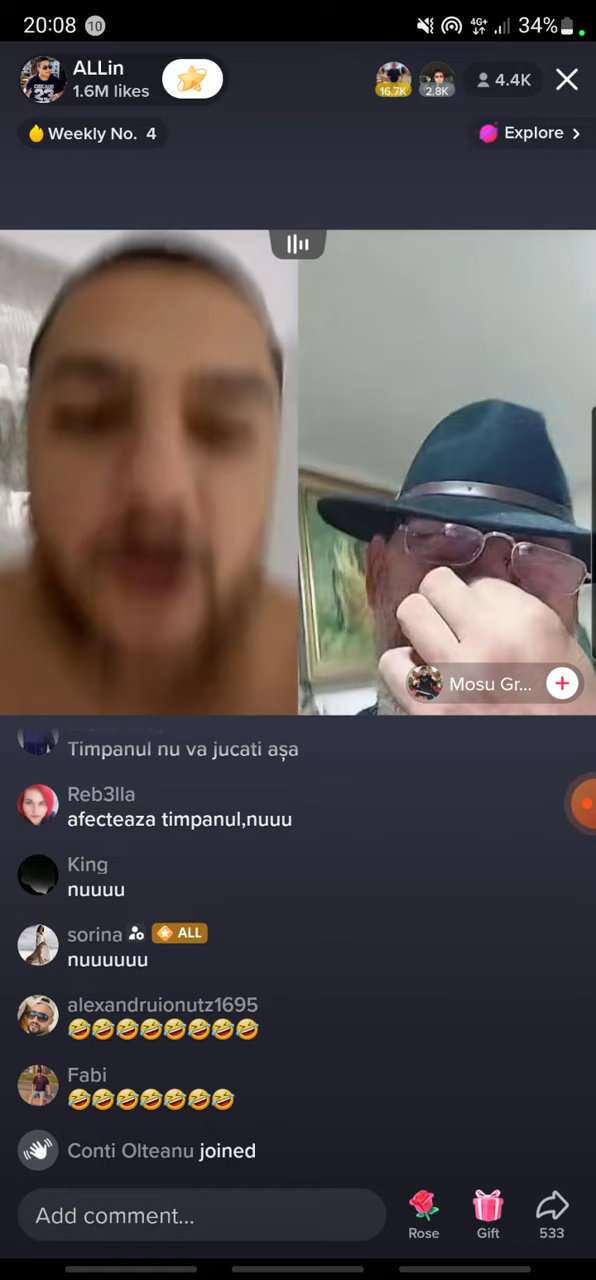 20:08 10 4G+ 34%
ALLin
1.6M likes
16.7K 2.8K 4.4K
Weekly No. 4
Explore >
Mosu Gr...
Timpanul nu va jucati așa
Reb3lla
afecteaza timpanul,nuuu
King
nuuuu
sorina ALL
nuuuuuu
alexandruionutz1695
🤣🤣🤣🤣🤣🤣🤣🤣
Fabi
🤣🤣🤣🤣🤣🤣🤣
Conti Olteanu joined
Add comment...
Rose Gift 533